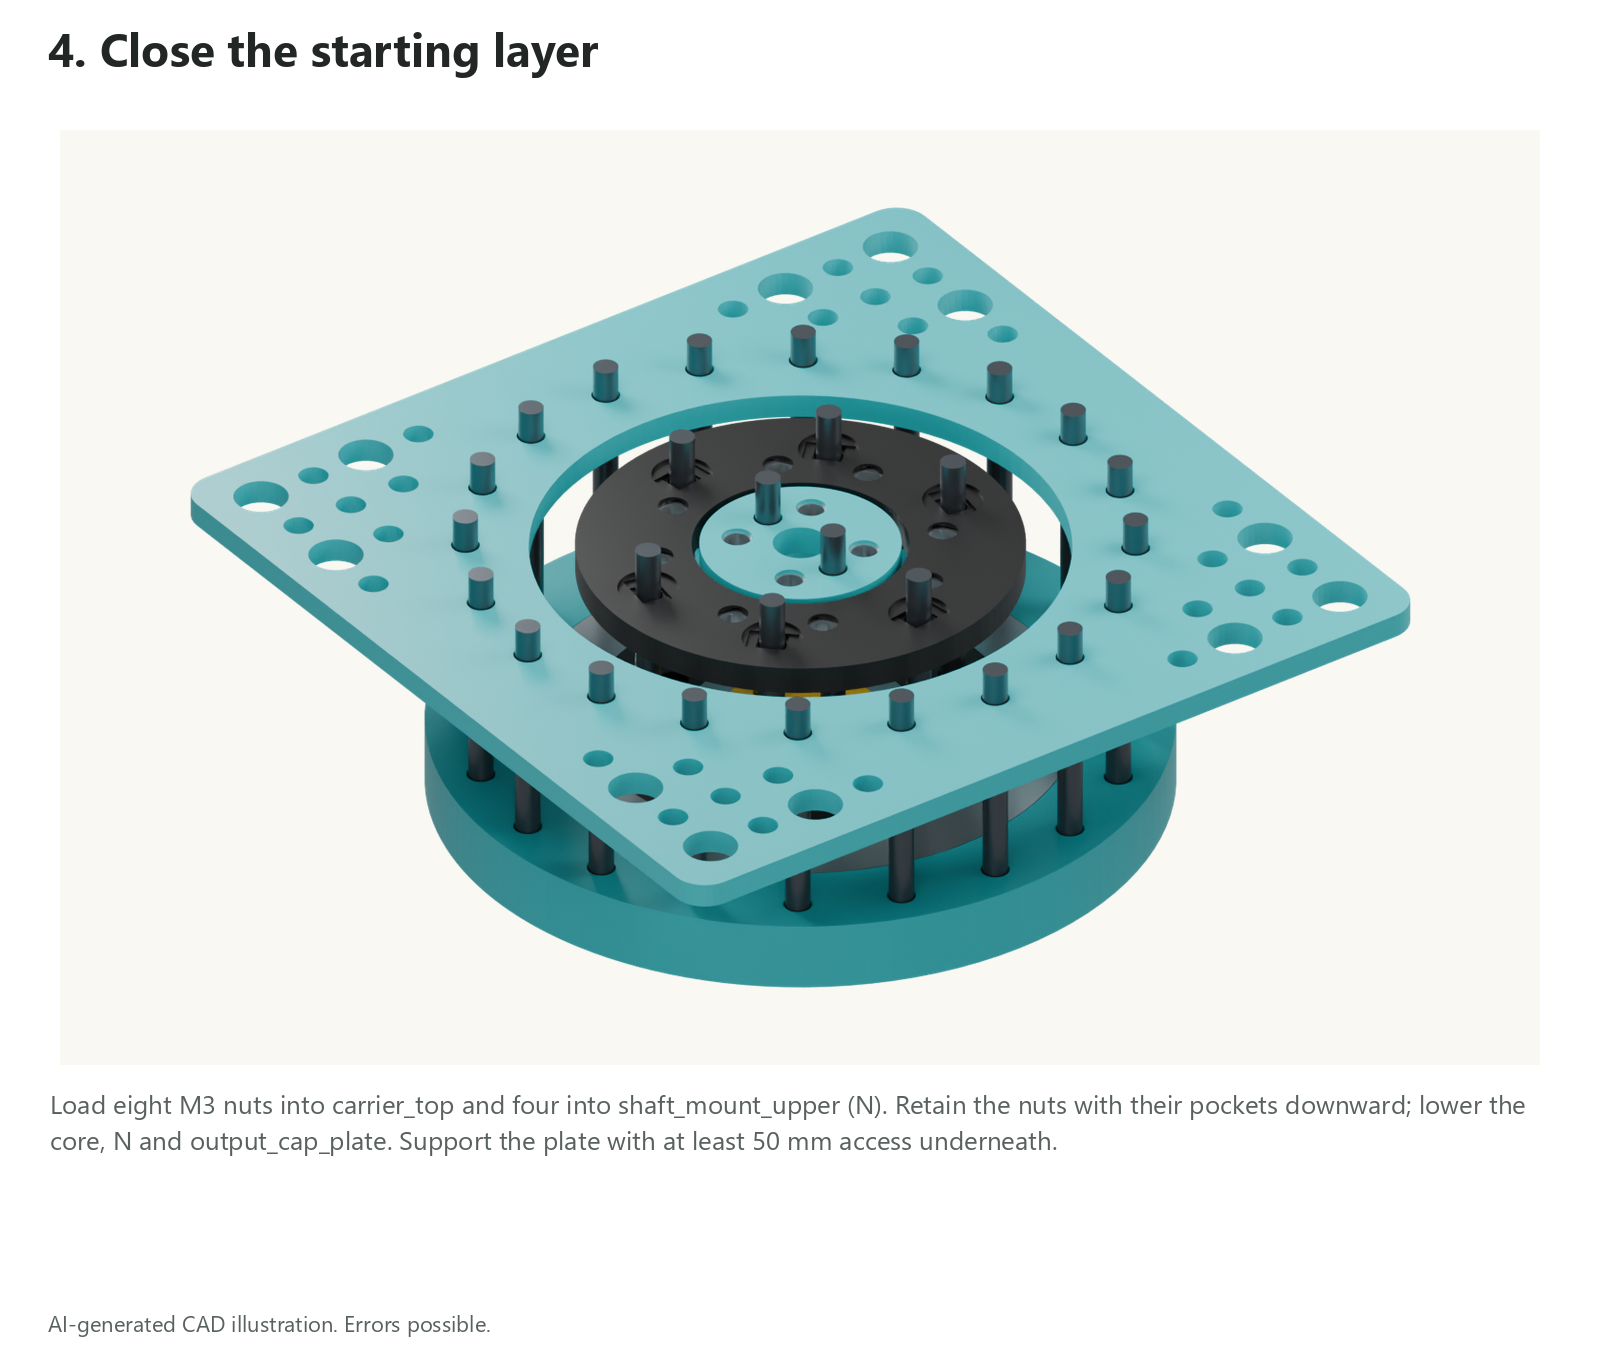 4. Close the starting layer
Load eight M3 nuts into carrier_top and four into shaft_mount_upper (N). Retain the nuts with their pockets downward; lower the
core, N and output_cap_plate. Support the plate with at least 50 mm access underneath.
AI-generated CAD illustration. Errors possible.